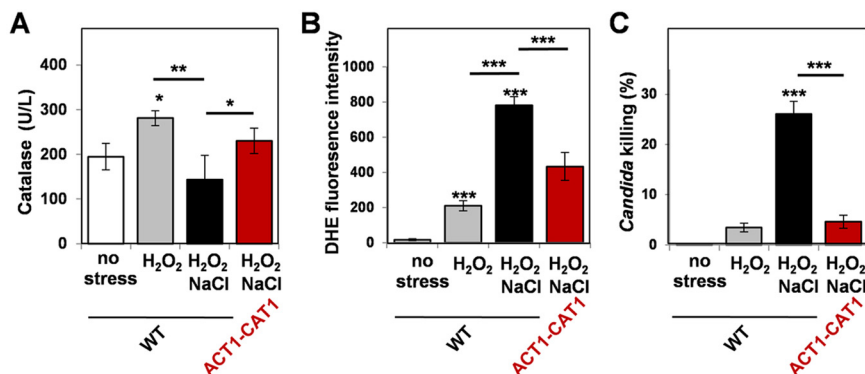 A
Catalase (U/L)
400
300
200
100
0
*
**
*
no stress
H₂O₂
H₂O₂ NaCl
H₂O₂ NaCl
WT
ACT1-CAT1
B
DHE fluoresence intensity
1000
800
600
400
200
0
***
***
***
***
no stress
H₂O₂
H₂O₂ NaCl
H₂O₂ NaCl
WT
ACT1-CAT1
C
Candida killing (%)
30
20
10
0
***
***
no stress
H₂O₂
H₂O₂ NaCl
H₂O₂ NaCl
WT
ACT1-CAT1